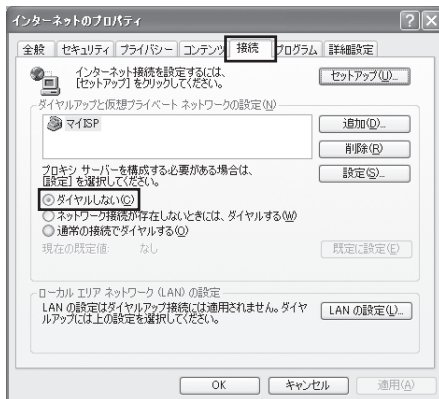 インターネットのプロパティ
全般 セキュリティ プライバシー コンテンツ 接続 プログラム 詳細設定
インターネット接続を設定するには、
[セットアップ] をクリックしてください。
セットアップ(U)...
ダイヤルアップと仮想プライベート ネットワークの設定(N)
マイISP
追加(D)...
削除(R)
プロキシ サーバーを構成する必要がある場合は、
[設定] を選択してください。
設定(S)...
ダイヤルしない(C)
ネットワーク接続が存在しないときには、ダイヤルする(W)
通常の接続でダイヤルする(O)
現在の既定値: なし
既定に設定(E)
ローカル エリア ネットワーク (LAN) の設定
LAN の設定はダイヤルアップ接続には適用されません。ダイヤ
ルアップには上の設定を選択してください。
LAN の設定(L)...
OK キャンセル 適用(A)